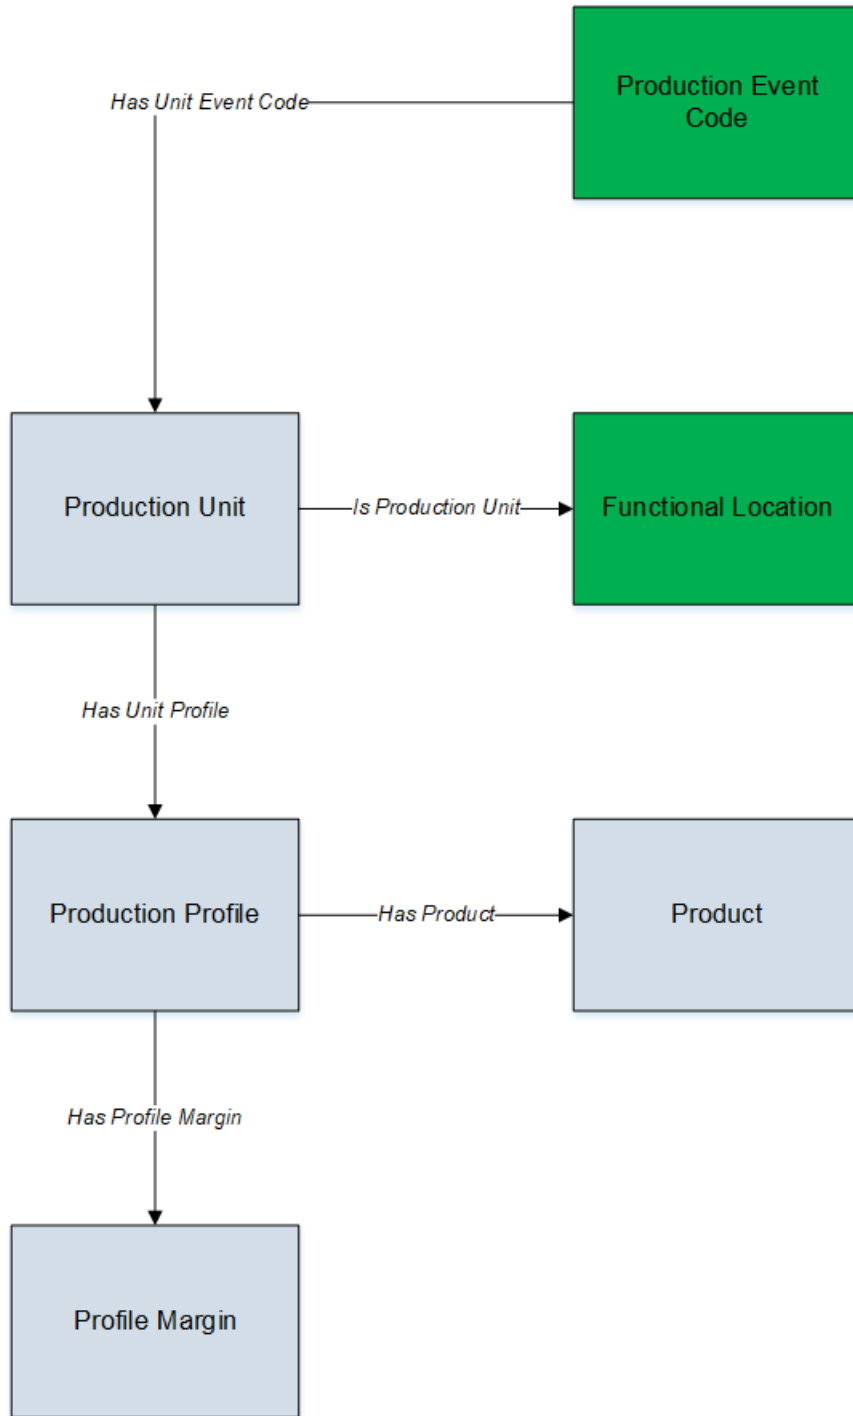 Production Event
Code
Has Unit Event Code
Production Unit
Is Production Unit
Functional Location
Has Unit Profile
Production Profile
Has Product
Product
Has Profile Margin
Profile Margin